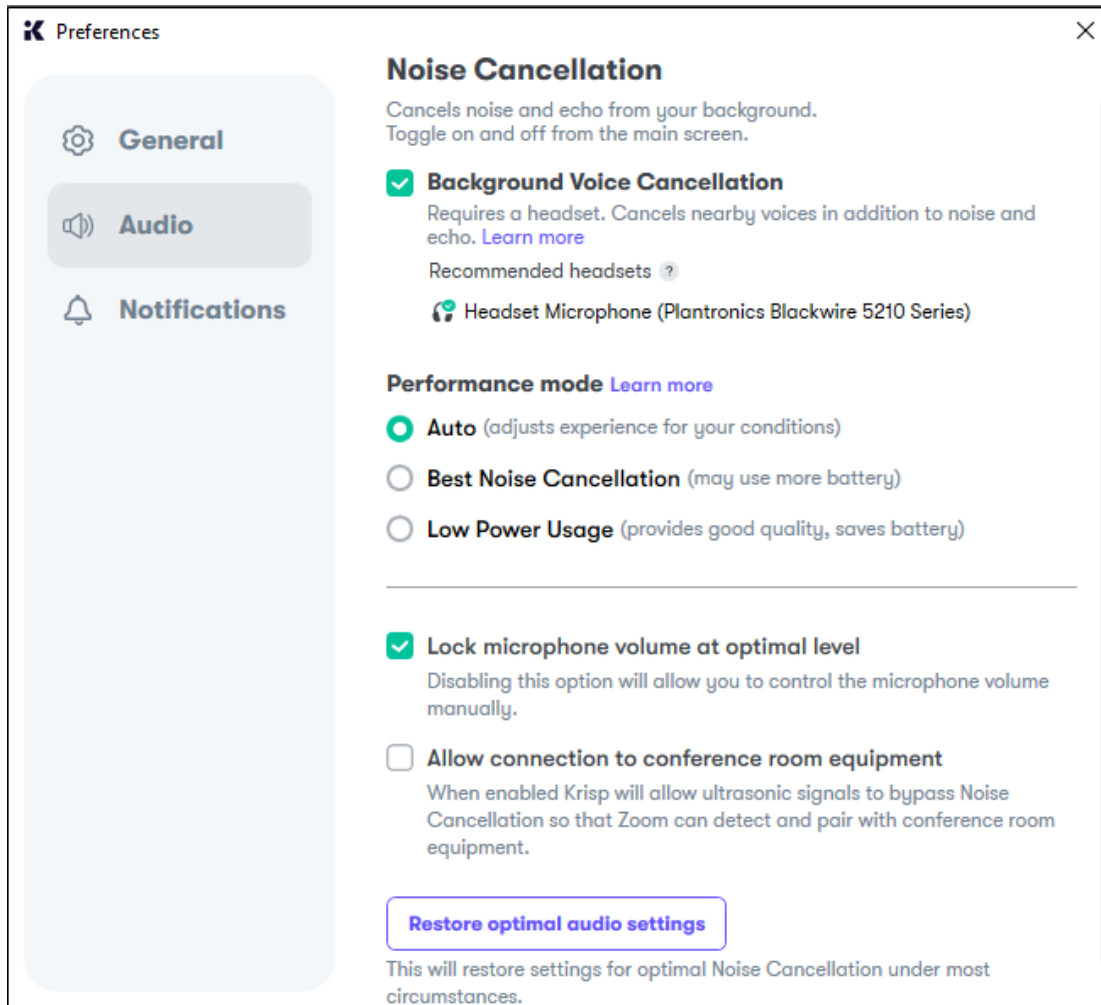 Preferences
General
Audio
Notifications
Noise Cancellation
Cancels noise and echo from your background.
Toggle on and off from the main screen.
Background Voice Cancellation
Requires a headset. Cancels nearby voices in addition to noise and
echo. Learn more
Recommended headsets ?
Headset Microphone (Plantronics Blackwire 5210 Series)
Performance mode Learn more
Auto (adjusts experience for your conditions)
Best Noise Cancellation (may use more battery)
Low Power Usage (provides good quality, saves battery)
Lock microphone volume at optimal level
Disabling this option will allow you to control the microphone volume
manually.
Allow connection to conference room equipment
When enabled Krisp will allow ultrasonic signals to bypass Noise
Cancellation so that Zoom can detect and pair with conference room
equipment.
Restore optimal audio settings
This will restore settings for optimal Noise Cancellation under most
circumstances.